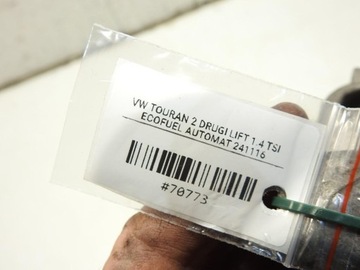 VW TOURAN 2 DRUGI LIFT 1.4 TSI
ECOFUEL AUTOMAT 241116
#70773